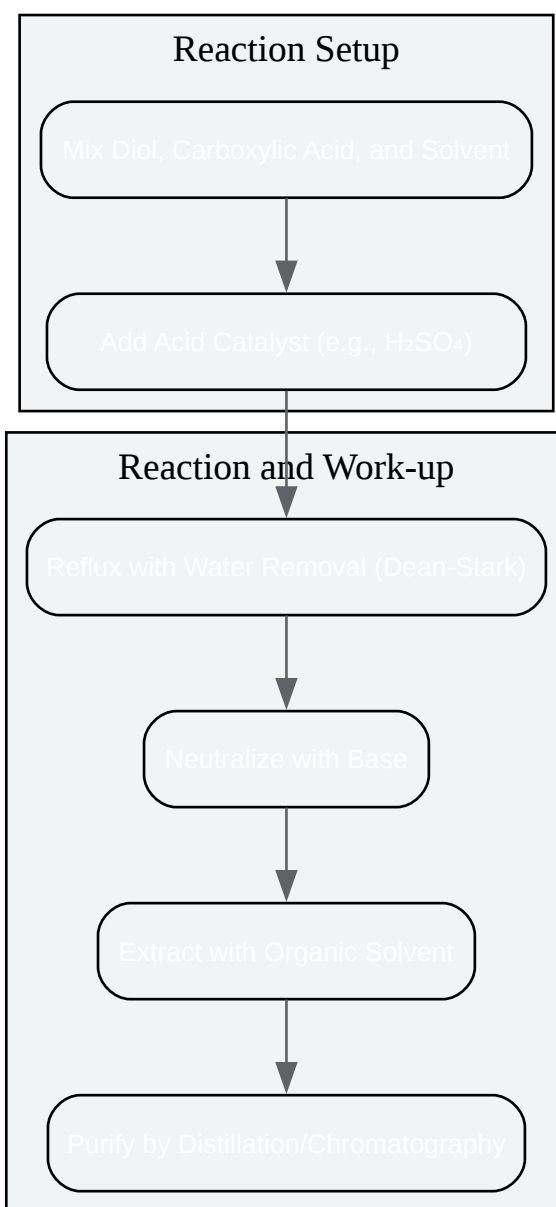 Reaction Setup
Mix Diol, Carboxylic Acid, and Solvent
Add Acid Catalyst (e.g., H₂SO₄)
Reaction and Work-up
Reflux with Water Removal (Dean-Stark)
Neutralize with Base
Extract with Organic Solvent
Purify by Distillation/Chromatography